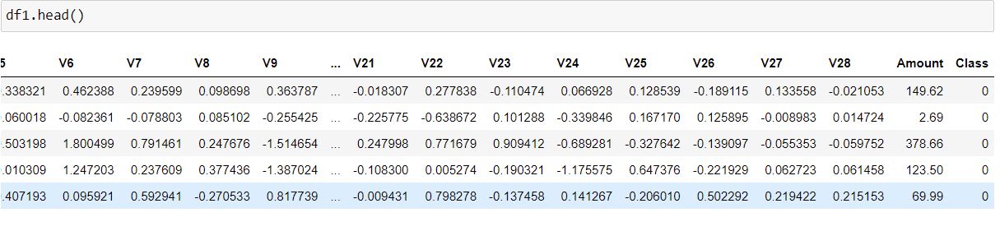 df1.head()
5 V6 V7 V8 V9 ... V21 V22 V23 V24 V25 V26 V27 V28 Amount Class
.338321 0.462388 0.239599 0.098698 0.363787 ... -0.018307 0.277838 -0.110474 0.066928 0.128539 -0.189115 0.133558 -0.021053 149.62 0
.060018 -0.082361 -0.078803 0.085102 -0.255425 ... -0.225775 -0.638672 0.101288 -0.339846 0.167170 0.125895 -0.008983 0.014724 2.69 0
.503198 1.800499 0.791461 0.247676 -1.514654 ... 0.247998 0.771679 0.909412 -0.689281 -0.327642 -0.139097 -0.055353 -0.059752 378.66 0
.010309 1.247203 0.237609 0.377436 -1.387024 ... -0.108300 0.005274 -0.190321 -1.175575 0.647376 -0.221929 0.062723 0.061458 123.50 0
.407193 0.095921 0.592941 -0.270533 0.817739 ... -0.009431 0.798278 -0.137458 0.141267 -0.206010 0.502292 0.219422 0.215153 69.99 0